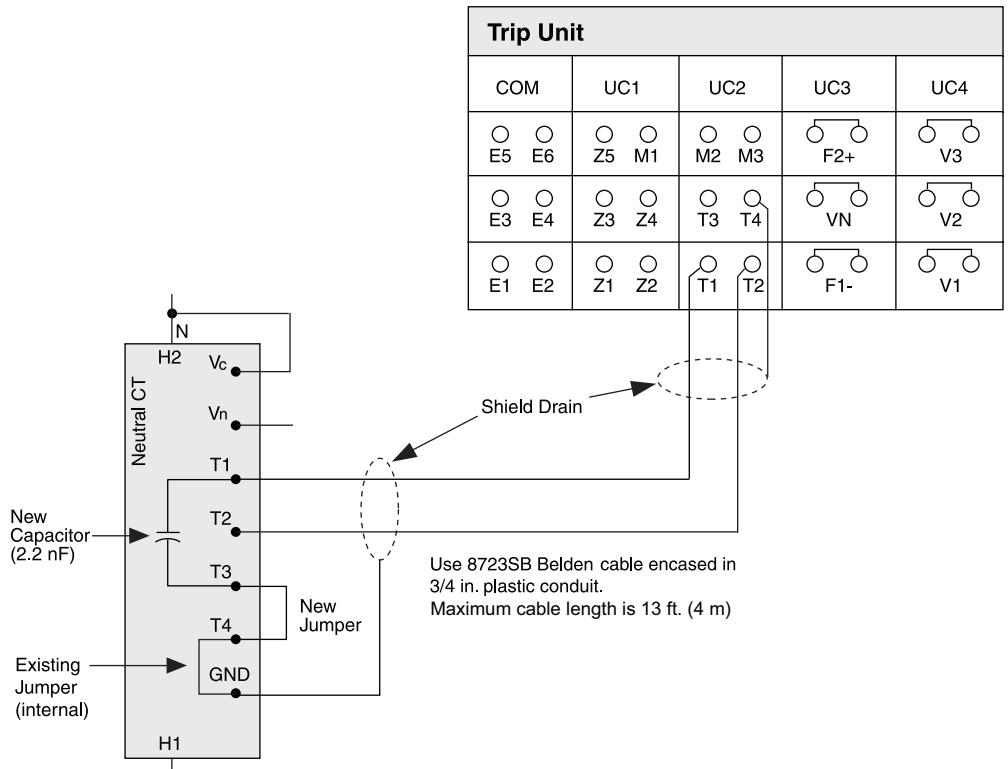 Trip Unit
COM UC1 UC2 UC3 UC4
E5 E6 Z5 M1 M2 M3 F2+ V3
E3 E4 Z3 Z4 T3 T4 VN V2
E1 E2 Z1 Z2 T1 T2 F1- V1
N
H2
Vc
Neutral CT
Vn
Shield Drain
T1
New
Capacitor
(2.2 nF)
T2
Use 8723SB Belden cable encased in
3/4 in. plastic conduit.
Maximum cable length is 13 ft. (4 m)
T3
New
Jumper
T4
Existing
Jumper
(internal)
GND
H1